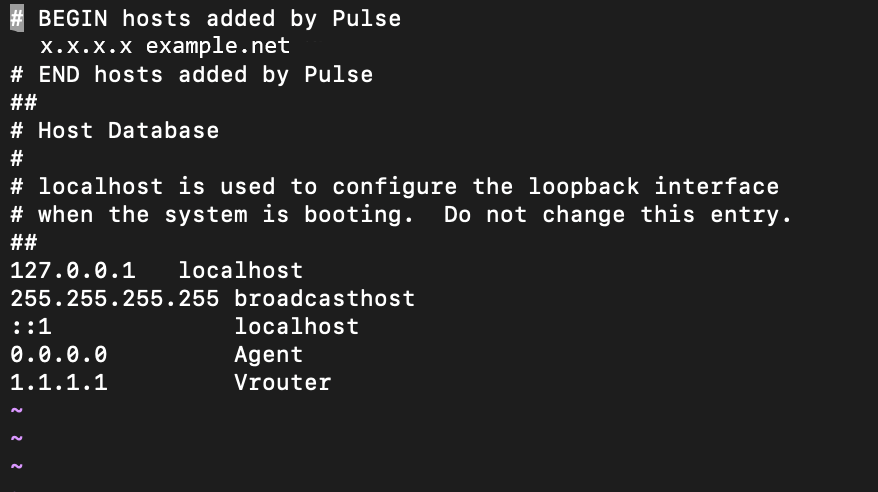 # BEGIN hosts added by Pulse
x.x.x.x example.net
# END hosts added by Pulse
##
# Host Database
#
# localhost is used to configure the loopback interface
# when the system is booting.  Do not change this entry.
##
127.0.0.1   localhost
255.255.255.255 broadcasthost
::1             localhost
0.0.0.0         Agent
1.1.1.1         Vrouter
~
~
~